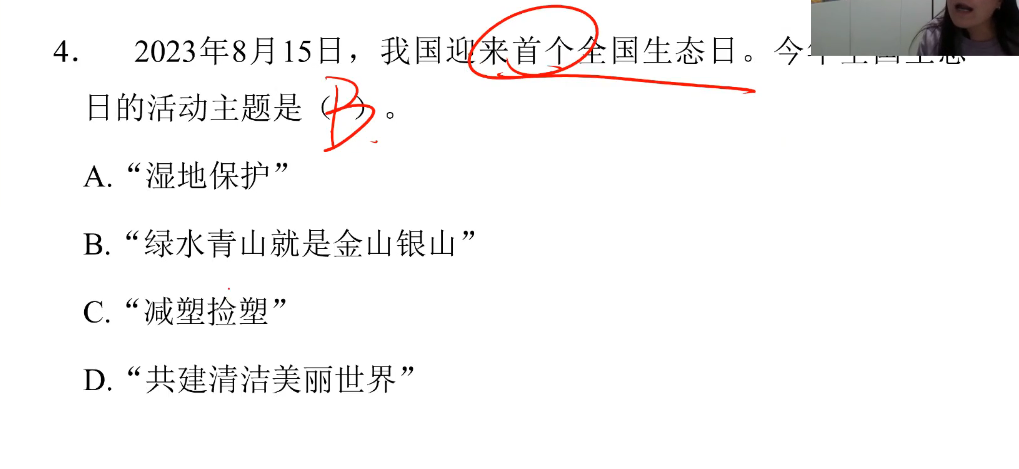 4. 2023年8月15日，我国迎来首个全国生态日。今
日的活动主题是（B）。
A. “湿地保护”
B. “绿水青山就是金山银山”
C. “减塑捡塑”
D. “共建清洁美丽世界”